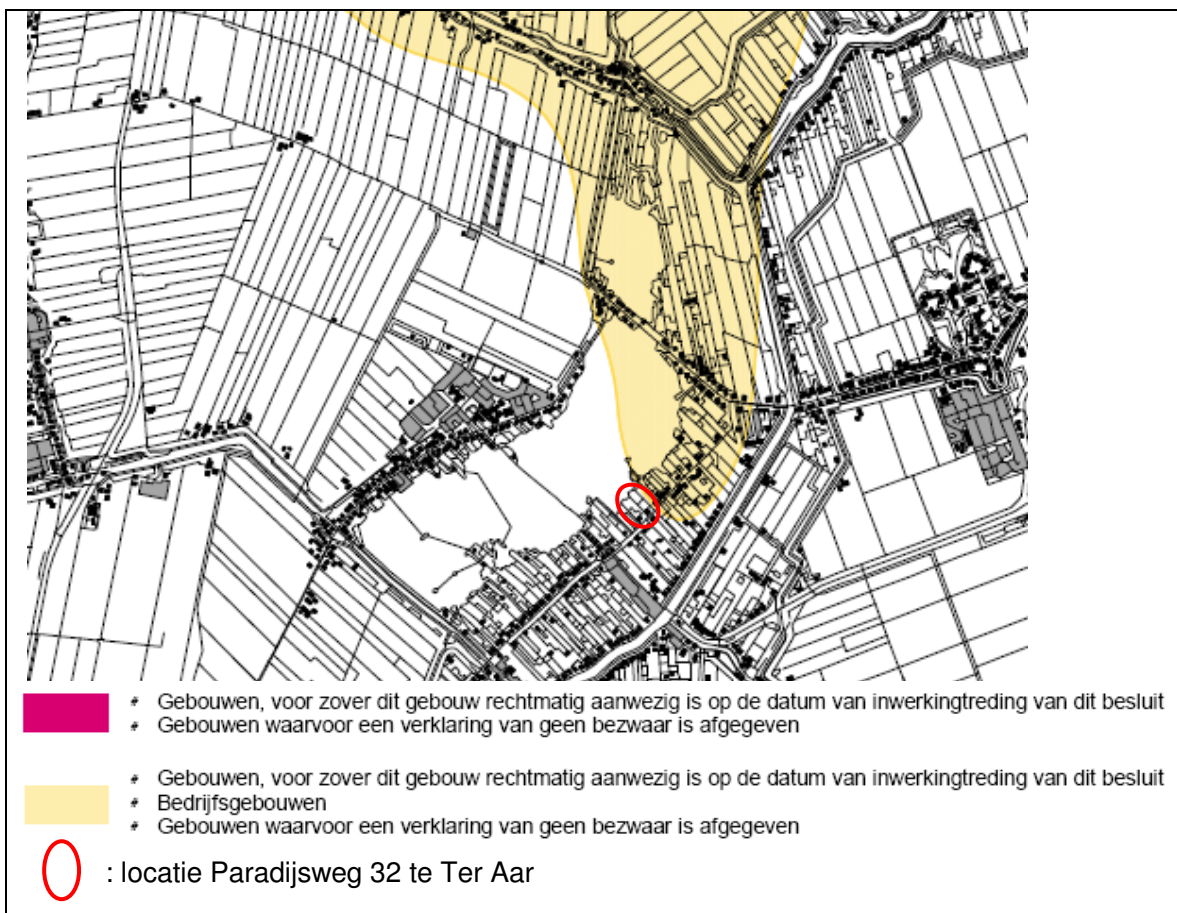 Gebouwen, voor zover dit gebouw rechtmatig aanwezig is op de datum van inwerkingtreding van dit besluit
Gebouwen waarvoor een verklaring van geen bezwaar is afgegeven
Gebouwen, voor zover dit gebouw rechtmatig aanwezig is op de datum van inwerkingtreding van dit besluit
Bedrijfsgebouwen
Gebouwen waarvoor een verklaring van geen bezwaar is afgegeven
: locatie Paradijsweg 32 te Ter Aar